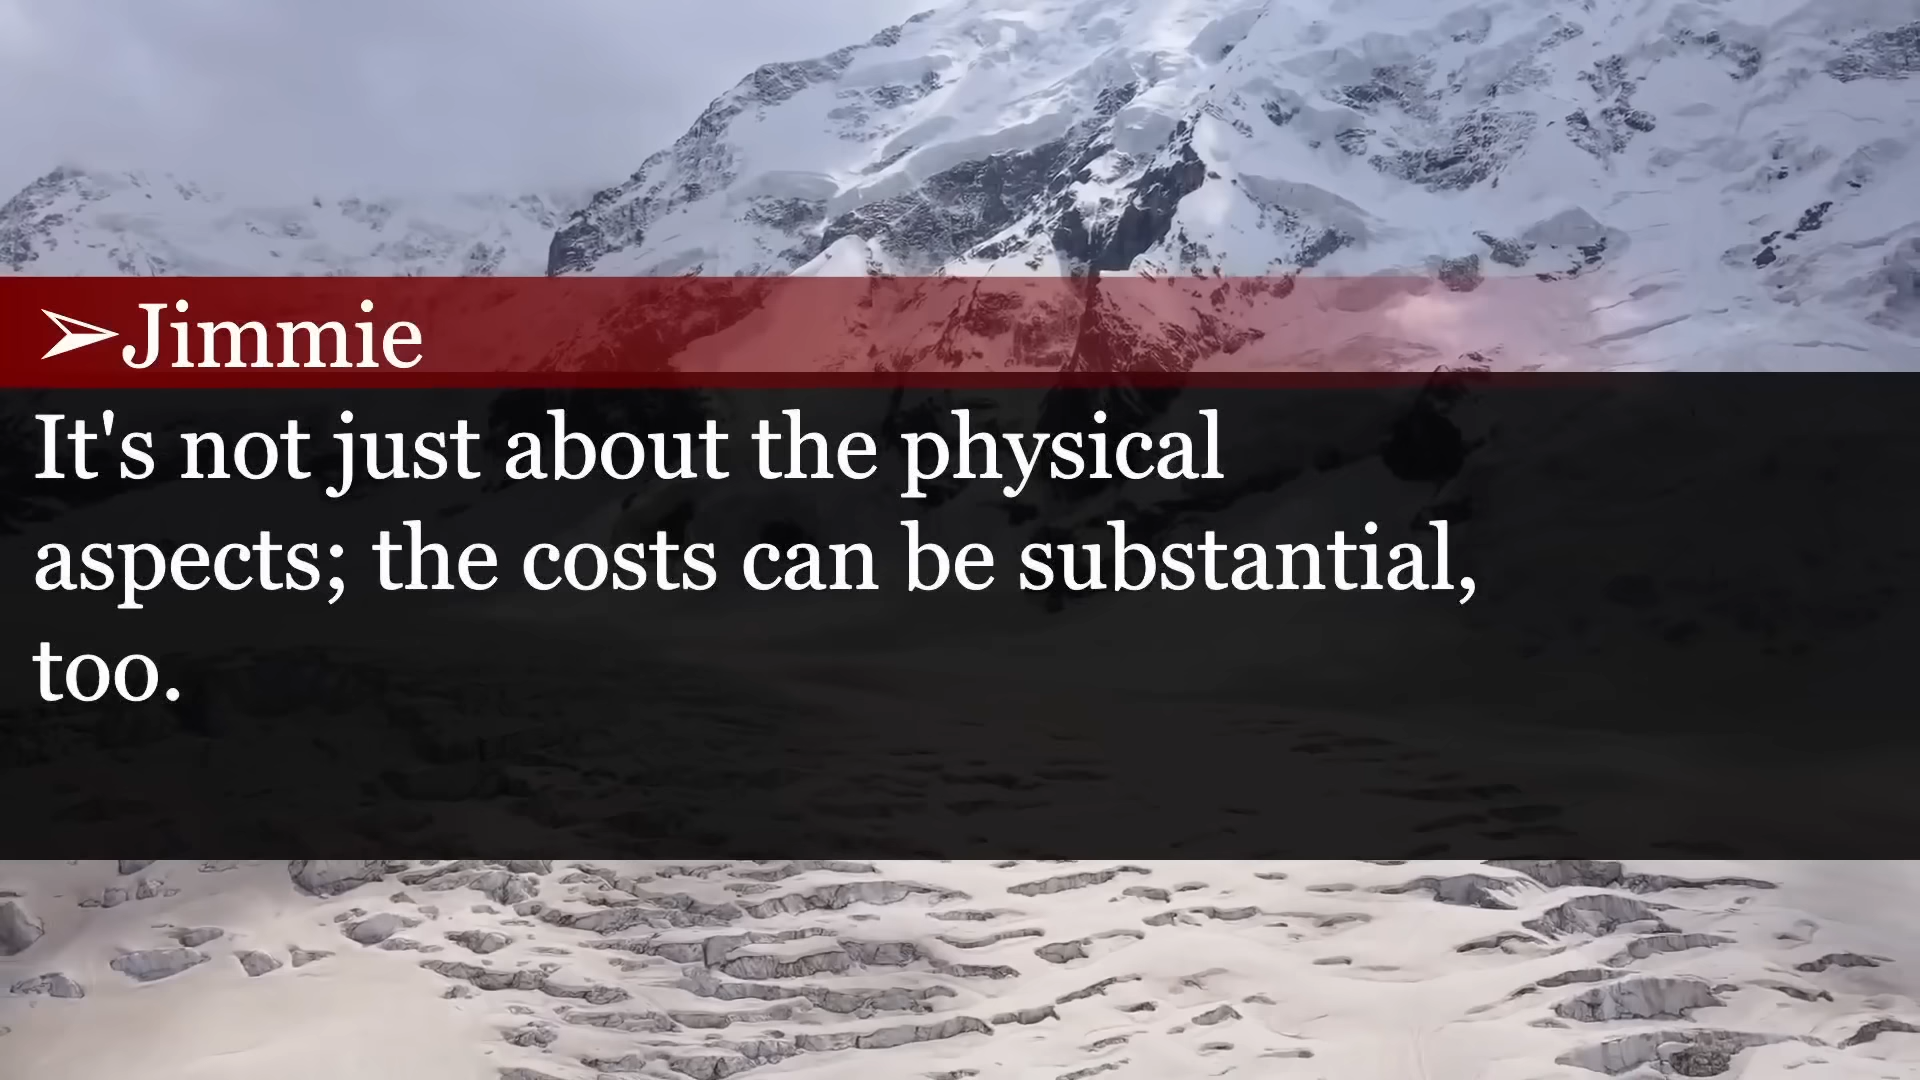 ➢Jimmie
It's not just about the physical
aspects; the costs can be substantial,
too.